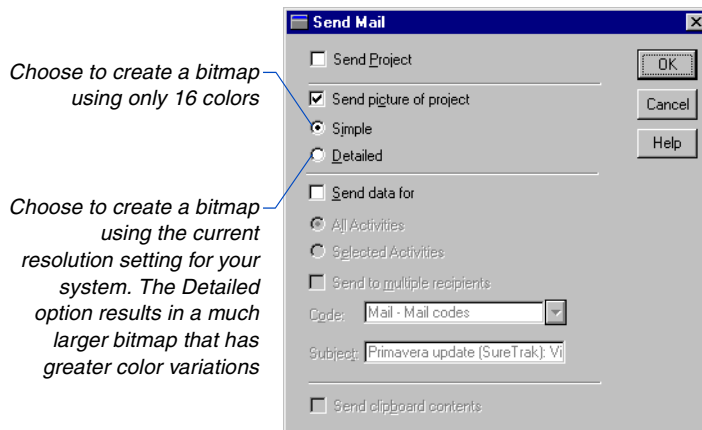 Send Mail
Choose to create a bitmap
using only 16 colors
Send Project
OK
Send picture of project
Cancel
Simple
Help
Detailed
Choose to create a bitmap
using the current
resolution setting for your
system. The Detailed
option results in a much
larger bitmap that has
greater color variations
Send data for
All Activities
Selected Activities
Send to multiple recipients
Code: Mail - Mail codes
Subject: Primavera update (SureTrak): Vi
Send clipboard contents